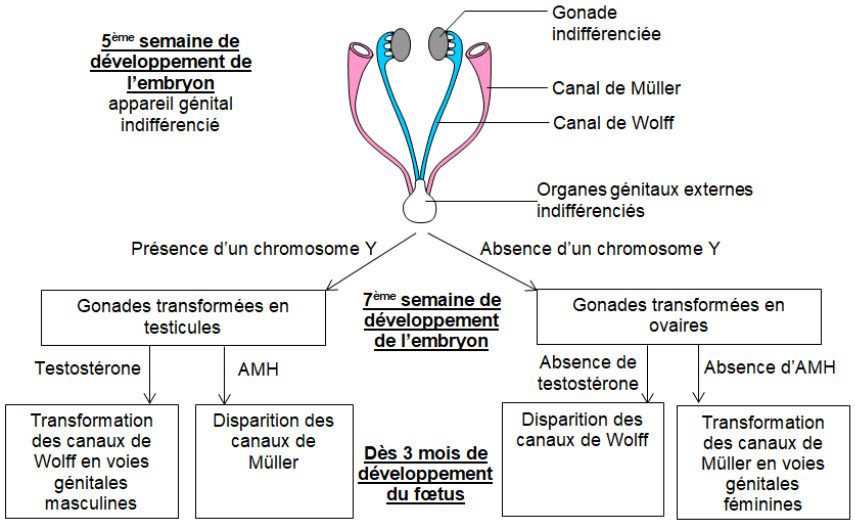 5ème semaine de
développement de
l'embryon
appareil génital
indifférencié
Gonade
indifférenciée
Canal de Müller
Canal de Wolff
Organes génitaux externes
indifférenciés
Présence d'un chromosome Y
Absence d'un chromosome Y
Gonades transformées en
testicules
7ème semaine de
développement
de l'embryon
Gonades transformées en
ovaires
Testostérone
AMH
Absence de
testostérone
Absence d'AMH
Transformation
des canaux de
Wolff en voies
génitales
masculines
Disparition des
canaux de
Müller
Dès 3 mois de
développement
du fœtus
Disparition des
canaux de Wolff
Transformation
des canaux de
Müller en voies
génitales
féminines